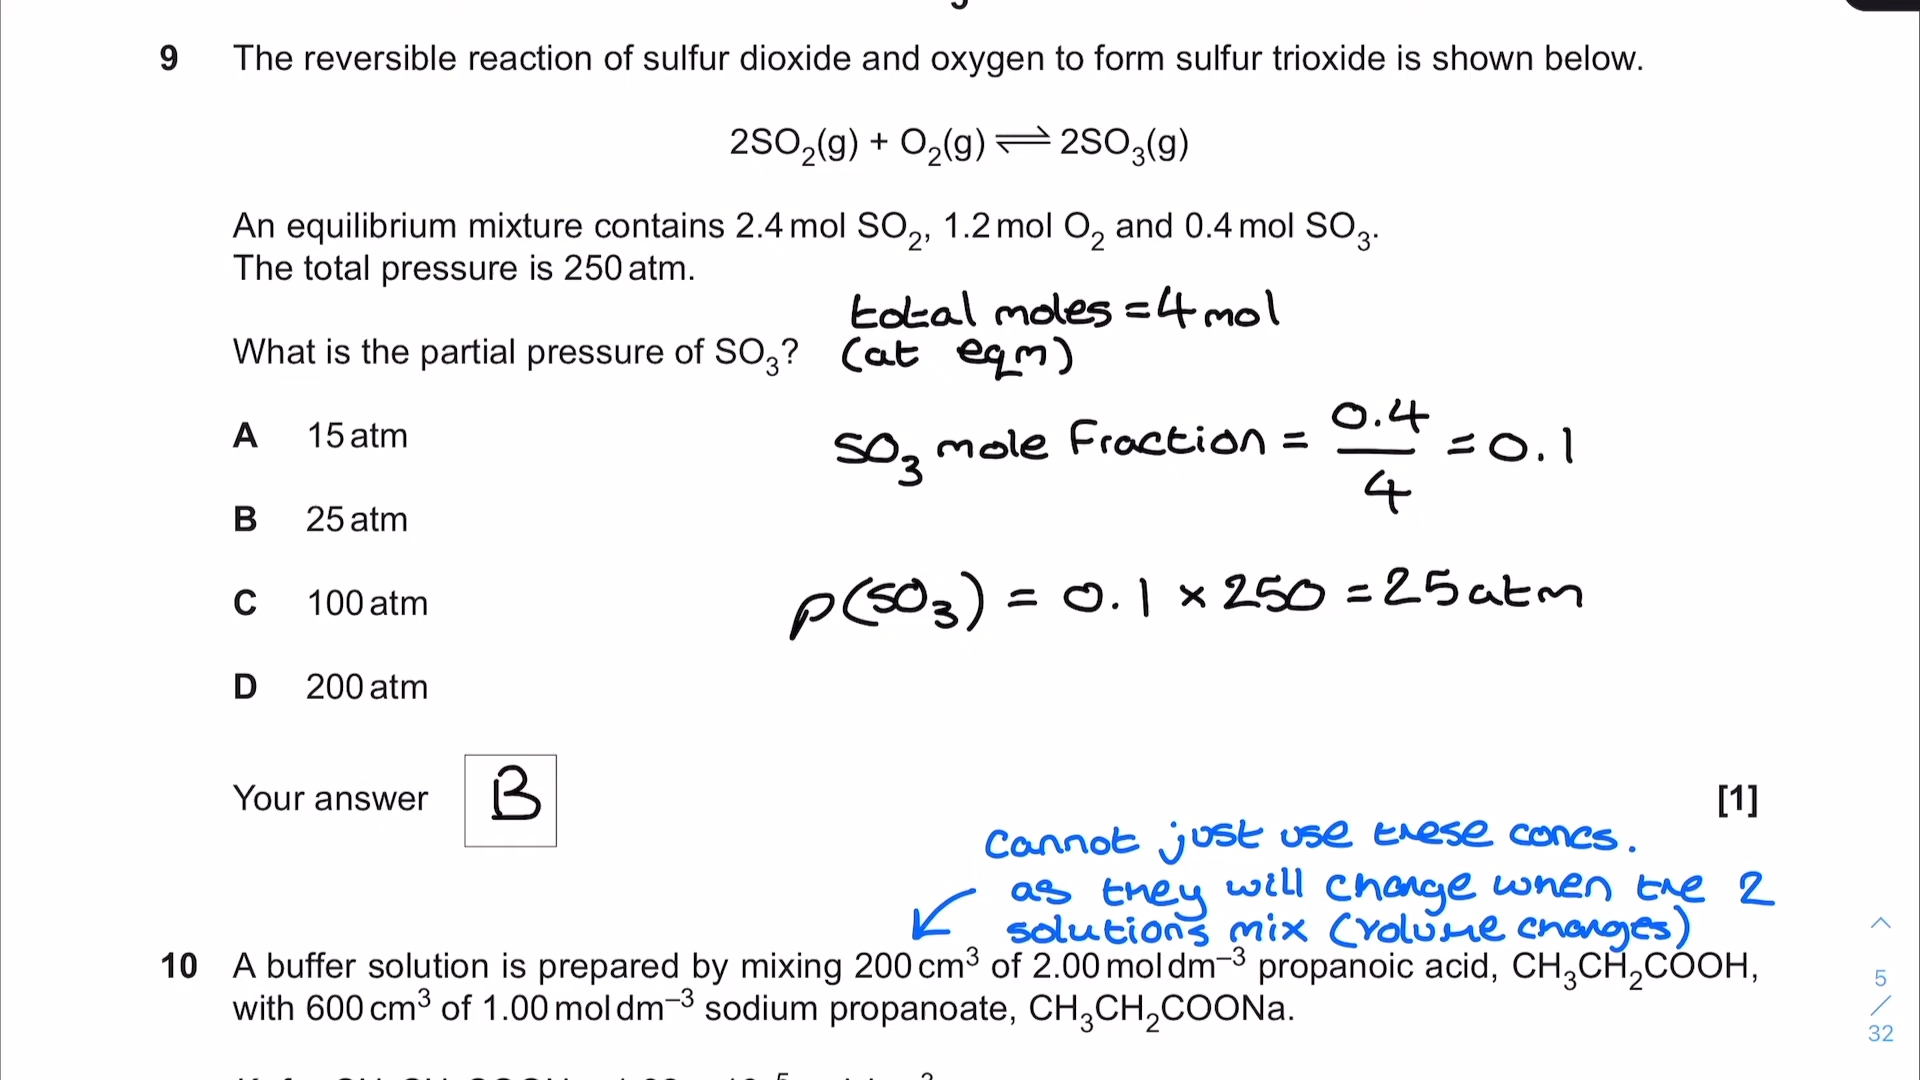 9 The reversible reaction of sulfur dioxide and oxygen to form sulfur trioxide is shown below.
2SO₂(g) + O₂(g) ⇌ 2SO₃(g)
An equilibrium mixture contains 2.4 mol SO₂, 1.2 mol O₂ and 0.4 mol SO₃.
The total pressure is 250 atm.
total moles = 4 mol
What is the partial pressure of SO₃? (at eqm)
A 15 atm
SO₃ mole fraction = 0.4/4 = 0.1
B 25 atm
C 100 atm
p(SO₃) = 0.1 × 250 = 25 atm
D 200 atm
Your answer B [1]
cannot just use these concs.
as they will change when the 2
solutions mix (volume changes)
10 A buffer solution is prepared by mixing 200 cm³ of 2.00 mol dm⁻³ propanoic acid, CH₃CH₂COOH,
with 600 cm³ of 1.00 mol dm⁻³ sodium propanoate, CH₃CH₂COONa.
5
/
32